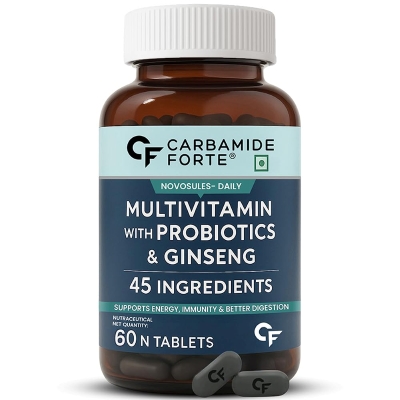 CF CARBAMIDE
FORTE®
NOVOSULES- DAILY
MULTIVITAMIN
WITH PROBIOTICS
& GINSENG
45 INGREDIENTS
SUPPORTS ENERGY, IMMUNITY & BETTER DIGESTION
NUTRACEUTICAL
NET QUANTITY:
60 N TABLETS
CF
CF
CF